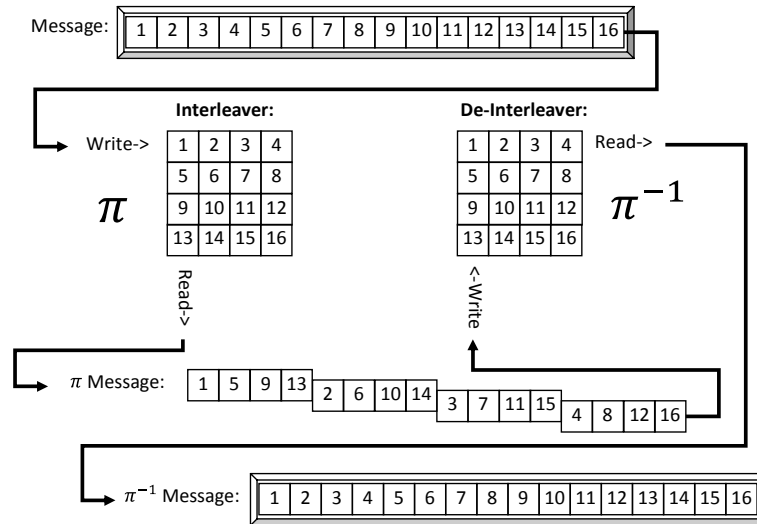 Message: 1 2 3 4 5 6 7 8 9 10 11 12 13 14 15 16
Interleaver: De-Interleaver:
Write-> 1 2 3 4 1 2 3 4 Read->
5 6 7 8 5 6 7 8
π 9 10 11 12 9 10 11 12 π⁻¹
13 14 15 16 13 14 15 16
Read-> <-Write
π Message: 1 5 9 13 2 6 10 14 3 7 11 15 4 8 12 16
π⁻¹ Message: 1 2 3 4 5 6 7 8 9 10 11 12 13 14 15 16